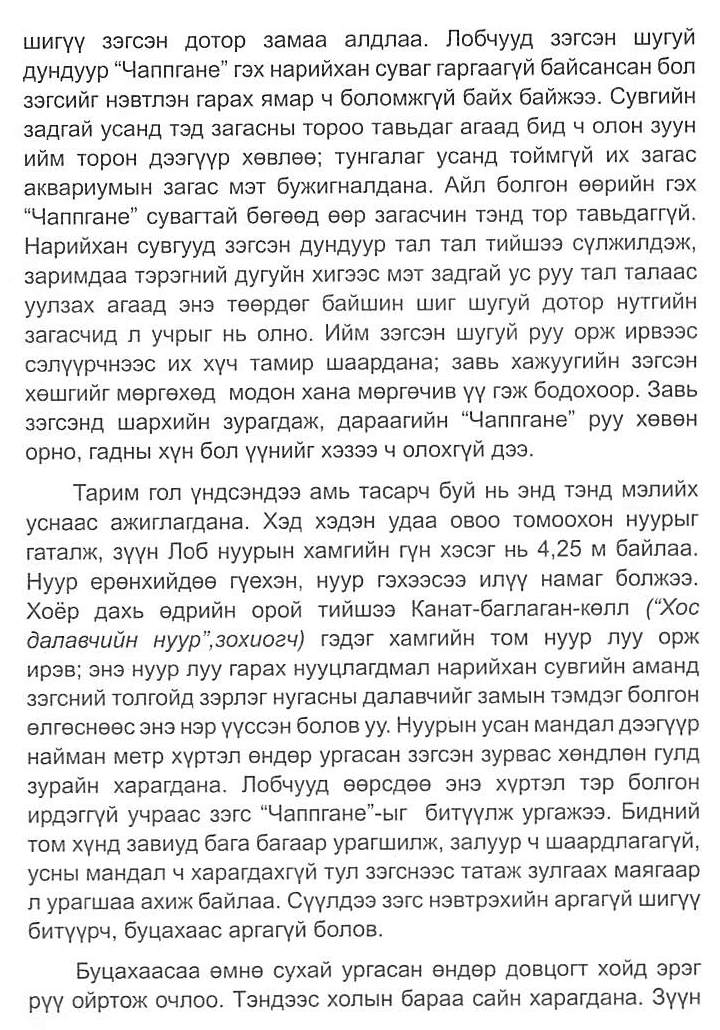 шигүү зэгсэн дотор замаа алдлаа. Лобчууд зэгсэн шугуй
дундуур “Чаппгане” гэх нарийхан суваг гаргаагүй байсансан бол
зэгсийг нэвтлэн гарах ямар ч боломжгүй байх байжээ. Сувгийн
задгай усанд тэд загасны тороо тавьдаг агаад бид ч олон зуун
ийм торон дээгүүр хөвлөө; тунгалаг усанд тоймгүй их загас
аквариумын загас мэт бужигналдана. Айл болгон өөрийн гэх
“Чаппгане” сувагтай бөгөөд өөр загасчин тэнд тор тавьдаггүй.
Нарийхан сувгууд зэгсэн дундуур тал тал тийшээ сүлжилдэж,
заримдаа тэрэгний дугуйн хигээс мэт задгай ус руу тал талаас
уулзах агаад энэ төөрдөг байшин шиг шугуй дотор нутгийн
загасчид л учрыг нь олно. Ийм зэгсэн шугуй руу орж ирвээс
сэлүүрчнээс их хүч тамир шаардана; завь хажуугийн зэгсэн
хөшгийг мөргөхөд модон хана мөргөчив үү гэж бодохоор. Завь
зэгсэнд шархийн зурагдаж, дараагийн “Чаппгане” руу хөвөн
орно, гадны хүн бол үүнийг хэзээ ч олохгүй дээ.
Тарим гол үндсэндээ амь тасарч буй нь энд тэнд мэлийх
уснаас ажиглагдана. Хэд хэдэн удаа овоо томоохон нуурыг
гаталж, зүүн Лоб нуурын хамгийн гүн хэсэг нь 4,25 м байлаа.
Нуур ерөнхийдөө гүехэн, нуур гэхээсээ илүү намаг болжээ.
Хоёр дахь өдрийн орой тийшээ Канат-баглаган-көлл (“Хос
далавчийн нуур”,зохиогч) гэдэг хамгийн том нуур луу орж
ирэв; энэ нуур луу гарах нууцлагдмал нарийхан сувгийн аманд
зэгсний толгойд зэрлэг нугасны далавчийг замын тэмдэг болгон
өлгөснөөс энэ нэр үүссэн болов уу. Нуурын усан мандал дээгүүр
найман метр хүртэл өндөр ургасан зэгсэн зурвас хөндлөн гулд
зурайн харагдана. Лобчууд өөрсдөө энэ хүртэл тэр болгон
ирдэггүй учраас зэгс “Чаппгане”-ыг битүүлж ургажээ. Бидний
том хүнд завиуд бага багаар урагшилж, залуур ч шаардлагагүй,
усны мандал ч харагдахгүй тул зэгснээс татаж зулгаах маягаар
л урагшаа ахиж байлаа. Сүүлдээ зэгс нэвтрэхийн аргагүй шигүү
битүүрч, буцахаас аргагүй болов.
Буцахаасаа өмнө сухай ургасан өндөр довцогт хойд эрэг
рүү ойртож очлоо. Тэндээс холын бараа сайн харагдана. Зүүн